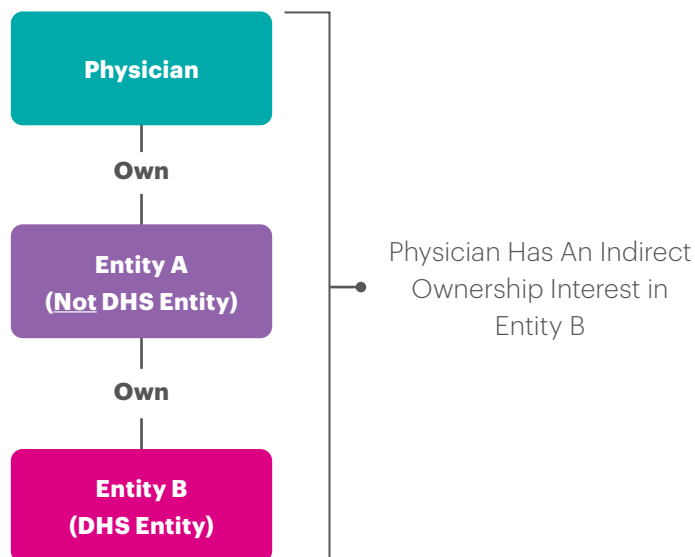 Physician
Own
Entity A
(Not DHS Entity)
Own
Entity B
(DHS Entity)
Physician Has An Indirect
Ownership Interest in
Entity B